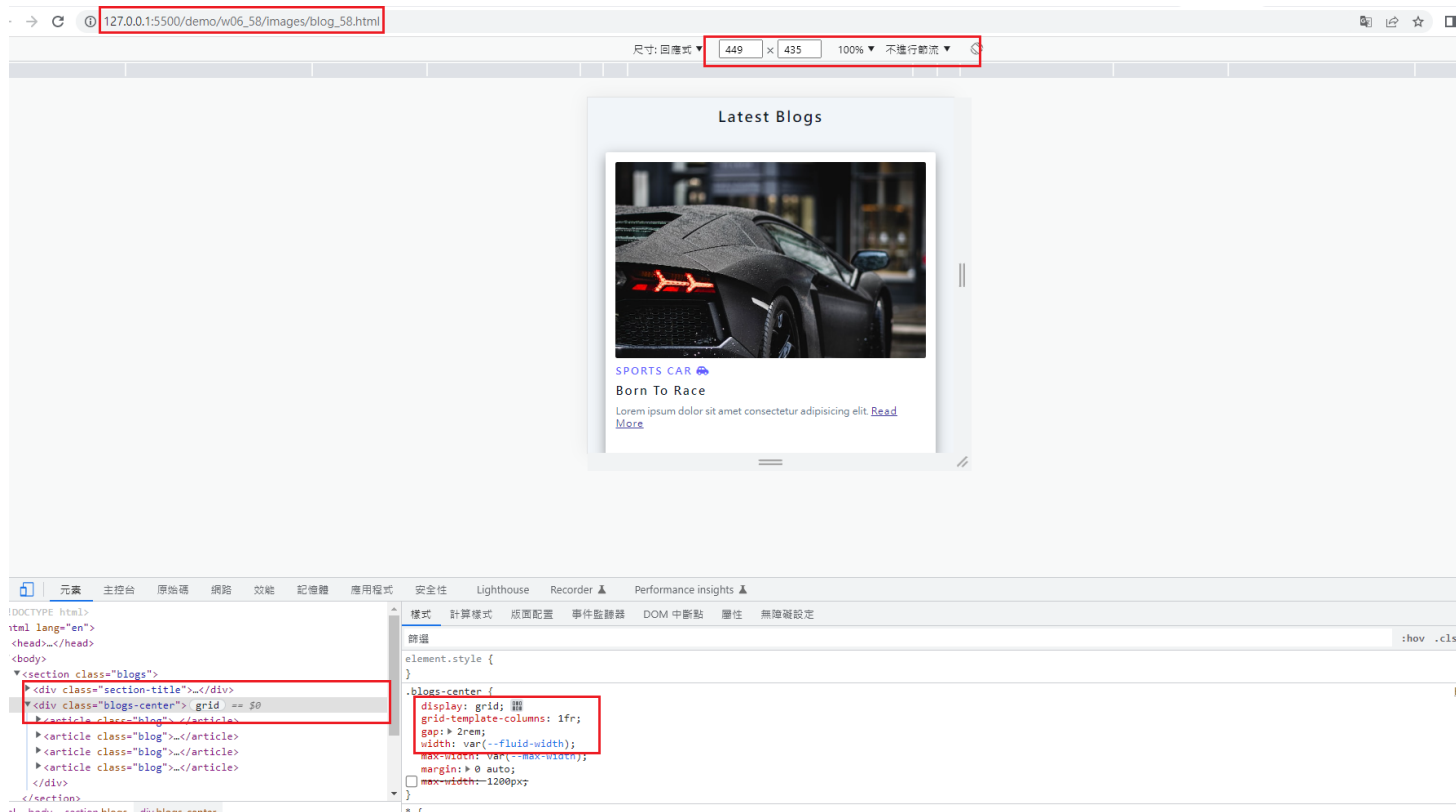 127.0.0.1:5500/demo/w06_58/images/blog_58.html
尺寸: 回應式 ▼ 449 × 435 100% ▼ 不進行節流 ▼
Latest Blogs
SPORTS CAR
Born To Race
Lorem ipsum dolor sit amet consectetur adipisicing elit. Read
More
元素 主控台 原始碼 網路 效能 記憶體 應用程式 安全性 Lighthouse Recorder Performance insights
!DOCTYPE html>
html lang="en">
<head>…</head>
<body>
▼<section class="blogs">
▶<div class="section-title">…</div>
▼<div class="blogs-center"> grid == $0
▶<article class="blog">…</article>
▶<article class="blog">…</article>
▶<article class="blog">…</article>
▶<article class="blog">…</article>
</div>
</section>
body section.blogs div.blogs-center
樣式 計算樣式 版面配置 事件監聽器 DOM 中斷點 屬性 無障礙設定
篩選 :hov .cls
element.style {
}
.blogs-center {
display: grid;
grid-template-columns: 1fr;
gap:▶ 2rem;
width: var(--fluid-width);
max-width: var(--max-width);
margin:▶ 0 auto;
max-width: 1200px;
}